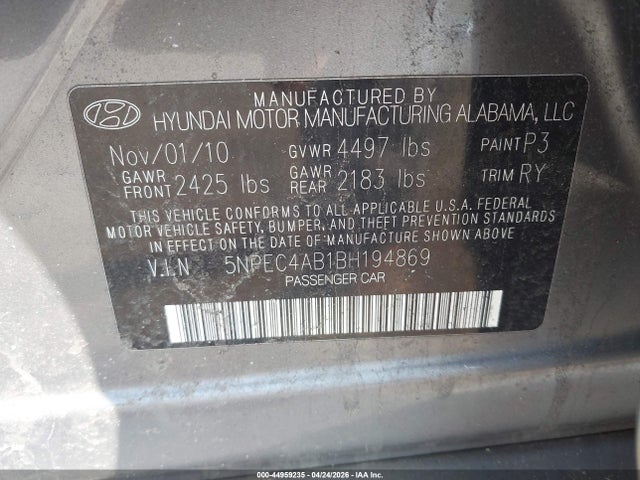 MANUFACTURED BY
HYUNDAI MOTOR MANUFACTURING ALABAMA, LLC
Nov/01/10 GVWR 4497 lbs PAINT P3
GAWR FRONT 2425 lbs GAWR REAR 2183 lbs TRIM RY
THIS VEHICLE CONFORMS TO ALL APPLICABLE U.S.A. FEDERAL
MOTOR VEHICLE SAFETY, BUMPER, AND THEFT PREVENTION STANDARDS
IN EFFECT ON THE DATE OF MANUFACTURE SHOWN ABOVE
V.I.N 5NPEC4AB1BH194869
PASSENGER CAR
000-44959235 - 04/24/2026 - IAA Inc.